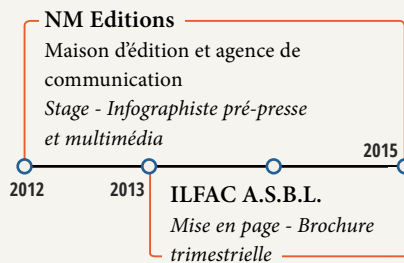 NM Editions
Maison d'édition et agence de
communication
Stage - Infographiste pré-presse
et multimédia
2015
2012
2013
ILFAC A.S.B.L.
Mise en page - Brochure
trimestrielle